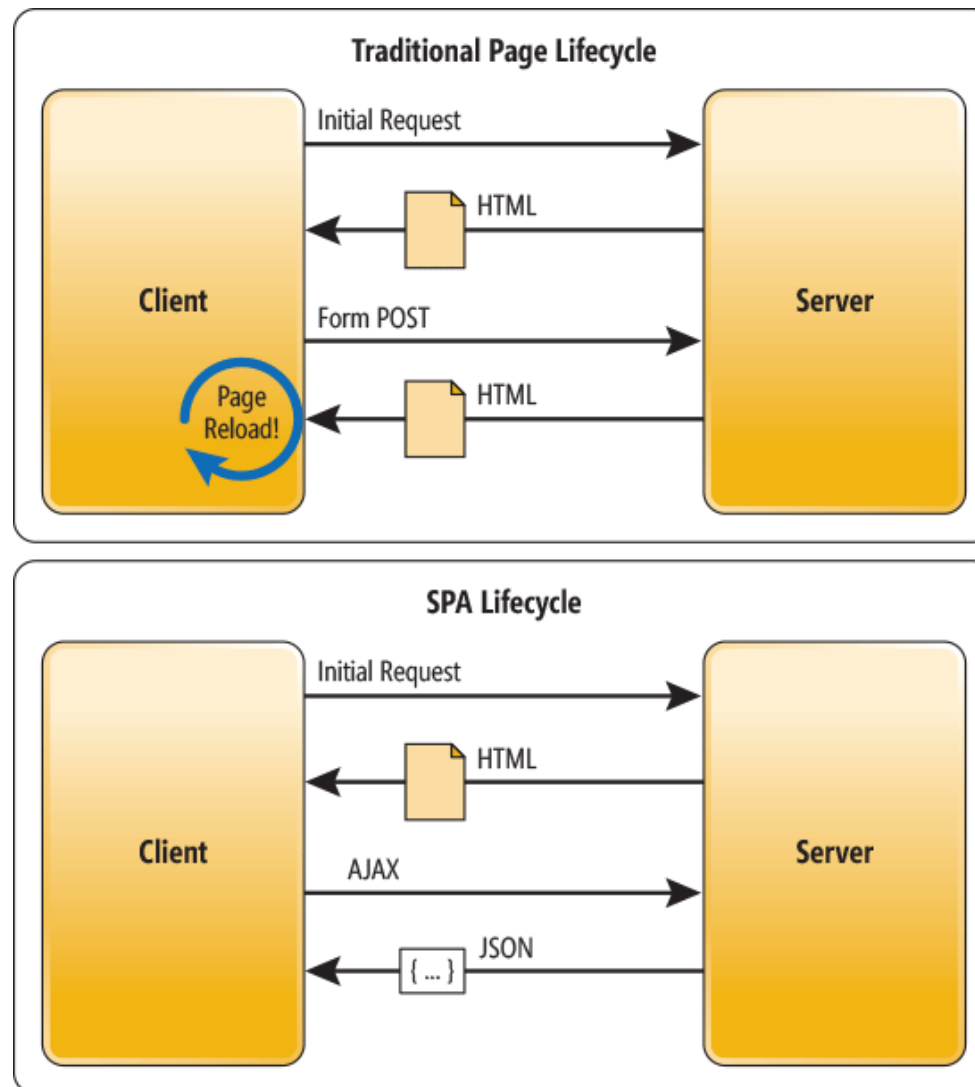 Traditional Page Lifecycle
Initial Request
HTML
Client
Server
Form POST
HTML
Page
Reload!
SPA Lifecycle
Initial Request
HTML
Client
Server
AJAX
JSON
{ ... }